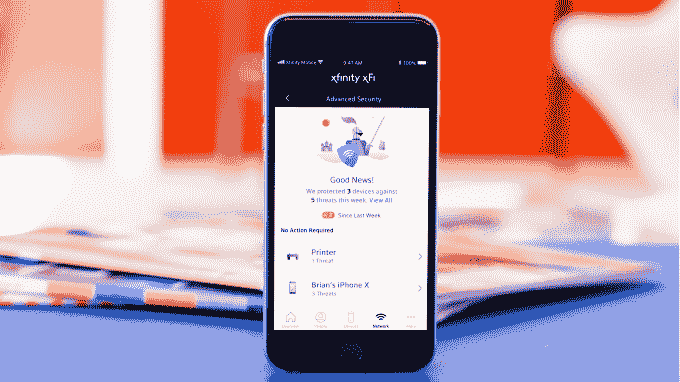 Xfinity Mobile 9:41 AM 100%
xfinity xFi
Advanced Security
Good News!
We protected 3 devices against
5 threats this week. View All
Since Last Week
No Action Required
Printer
1 Threat
Brian's iPhone X
3 Threats
Overview People Devices Network More